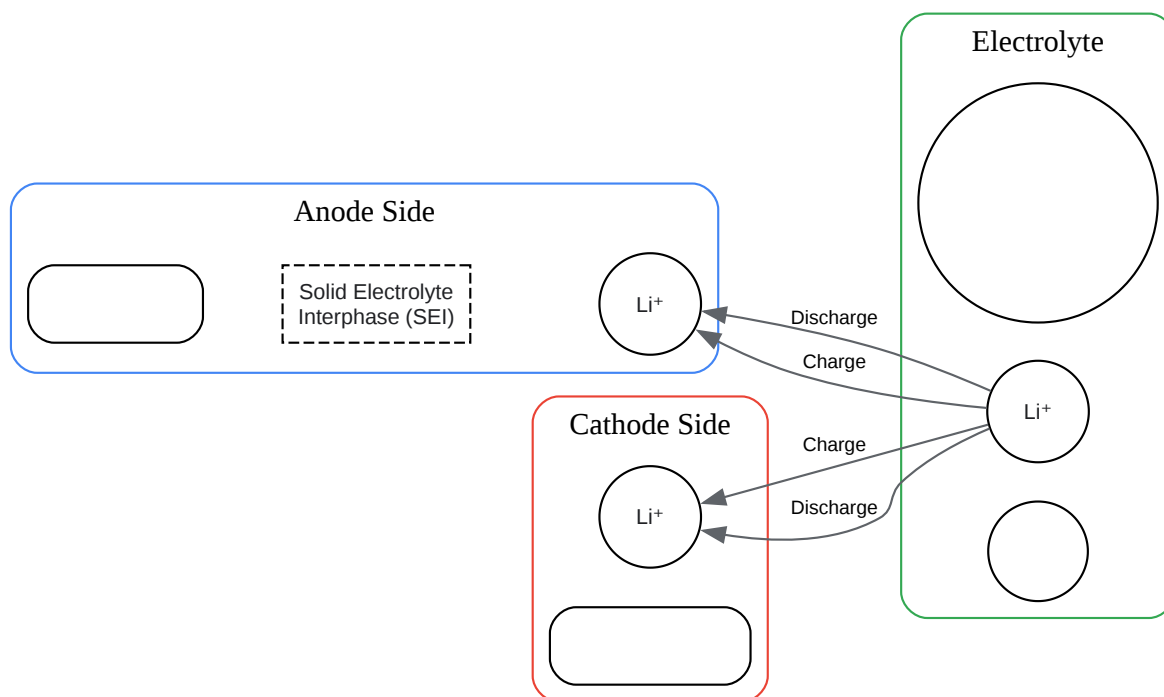 Electrolyte
Anode Side
Solid Electrolyte
Interphase (SEI)
Li⁺
Discharge
Charge
Li⁺
Cathode Side
Charge
Li⁺
Discharge